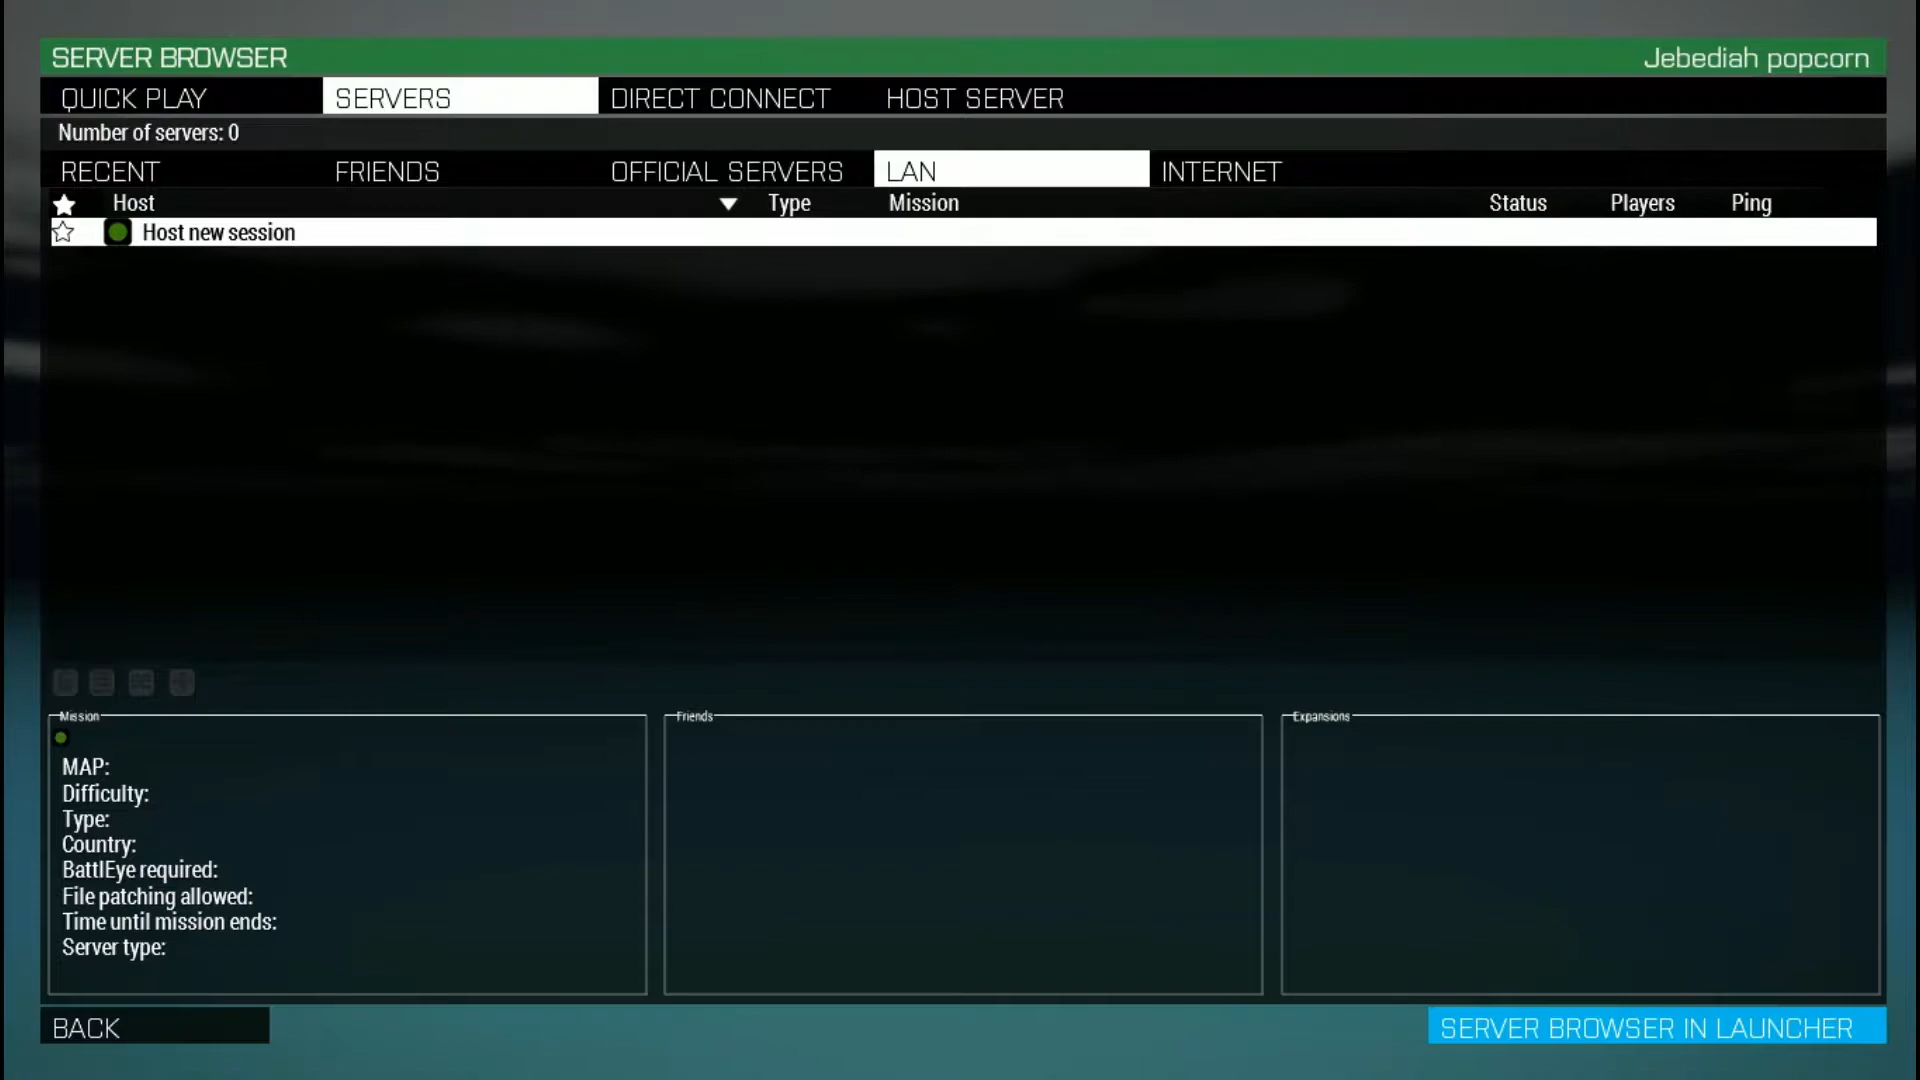 SERVER BROWSER Jebediah popcorn
QUICK PLAY SERVERS DIRECT CONNECT HOST SERVER
Number of servers: 0
RECENT FRIENDS OFFICIAL SERVERS LAN INTERNET
Host Type Mission Status Players Ping
Host new session
Mission Friends Expansions
MAP:
Difficulty:
Type:
Country:
BattlEye required:
File patching allowed:
Time until mission ends:
Server type:
BACK SERVER BROWSER IN LAUNCHER